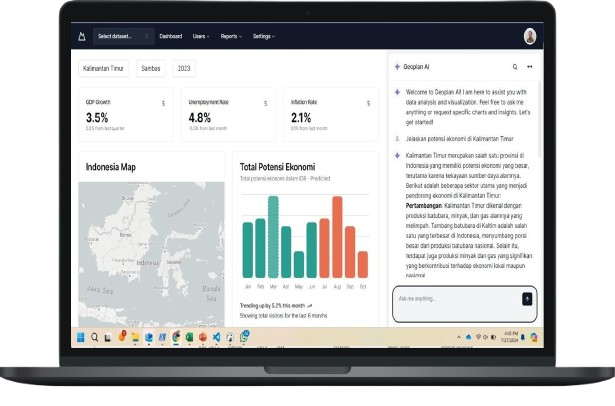 Select dataset...
Dashboard
Users
Reports
Settings
Kalimantan Timur
Sambas
2023
GDP Growth
$
3.5%
from last quarter
Unemployment Rate
$
4.8%
from last month
Inflation Rate
$
2.1%
from last month
Indonesia Map
Brunei
Borneo
Indonesia
Sulawesi
Java Sea
Banda
Sea
Total Potensi Ekonomi
Total potensi ekonomi dalam IDR - Predicted
Jan Feb Mar Apr May Jun Jul Aug Sep Oct
Trending up by 5.2% this month
Showing total visitors for the last 6 months
Geoplan AI
Welcome to Geoplan AI! I am here to assist you with
data analysis and visualization. Feel free to ask me
anything or request specific charts and insights. Let's
get started!
Jelaskan potensi ekonomi di Kalimantan Timur
Kalimantan Timur merupakan salah satu provinsi di
Indonesia yang memiliki potensi ekonomi yang besar,
terutama karena kekayaan sumber daya alamnya.
Berikut adalah beberapa sektor utama yang menjadi
pendorong ekonomi di Kalimantan Timur:
Pertambangan: Kalimantan Timur dikenal dengan
produksi batubara, minyak, dan gas alamnya yang
melimpah. Tambang batubara di Kaltim adalah salah
satu yang terbesar di Indonesia, menyumbang porsi
besar dari produksi batubara nasional. Selain itu,
terdapat juga produksi minyak dan gas yang signifikan
yang berkontribusi terhadap ekonomi lokal maupun
nasional
Ask me anything...
4:05 PM
7/27/2024